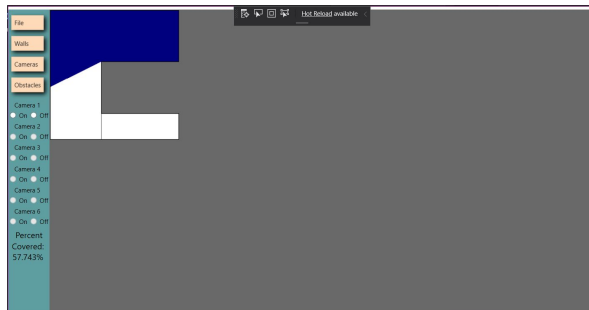 Hot Reload available
File
Walls
Cameras
Obstacles
Camera 1
On Off
Camera 2
On Off
Camera 3
On Off
Camera 4
On Off
Camera 5
On Off
Camera 6
On Off
Percent
Covered:
57.743%